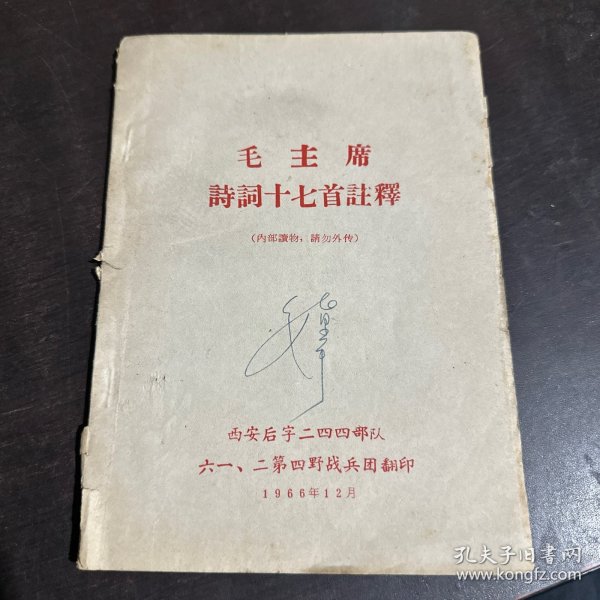 毛主席
詩詞十七首註釋
（內部讀物，請勿外传）
西安后字二四四部队
六一、二第四野战兵团翻印
1966年12月
孔夫子旧书网
www.kongfz.com